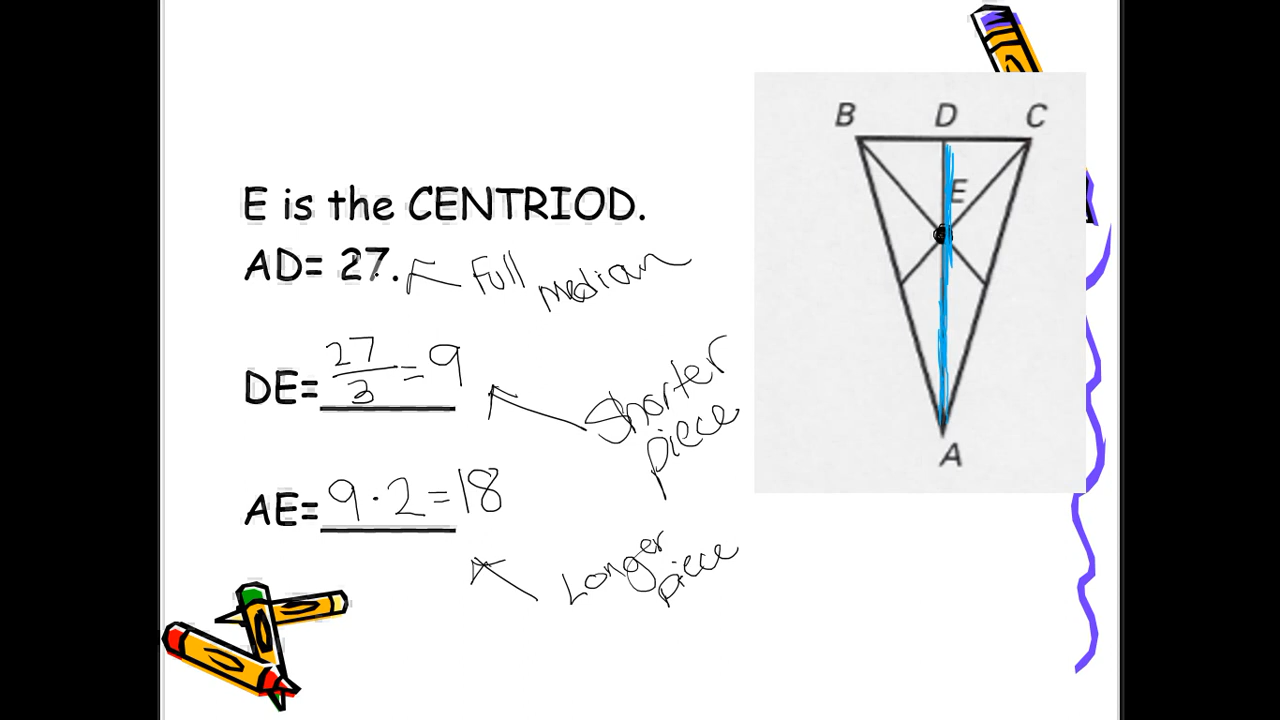 E is the CENTRIOD.
AD= 27.
Full median
DE= 27/3 = 9
Shorter
piece
AE= 9 · 2 = 18
Longer
piece
B D C
E
A